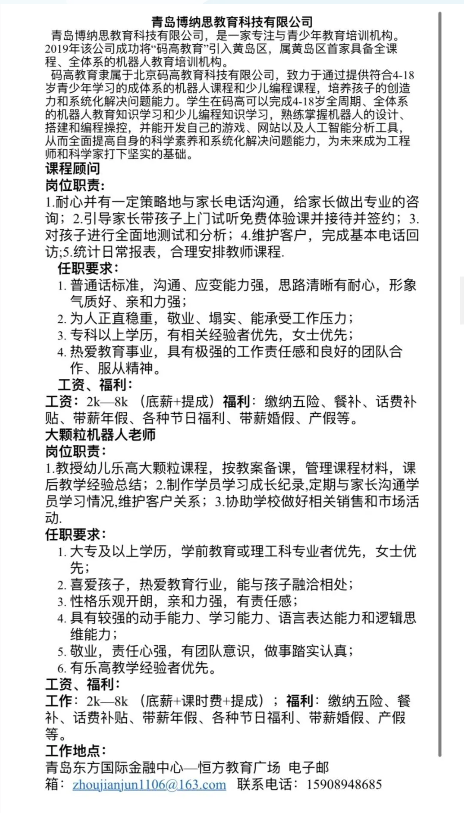 青岛博纳思教育科技有限公司
青岛博纳思教育科技有限公司，是一家专注与青少年教育培训机构。
2019年该公司成功将“码高教育”引入黄岛区，属黄岛区首家具备全课
程、全体系的机器人教育培训机构。
码高教育隶属于北京码高教育科技有限公司，致力于通过提供符合4-18
岁青少年学习的成体系的机器人课程和少儿编程课程，培养孩子的创造
力和系统化解决问题能力。学生在码高可以完成4-18岁全周期、全体系
的机器人教育知识学习和少儿编程知识学习，熟练掌握机器人的设计、
搭建和编程操控，并能开发自己的游戏、网站以及人工智能分析工具，
从而全面提高自身的科学素养和系统化解决问题能力，为未来成为工程
师和科学家打下坚实的基础。
课程顾问
岗位职责:
1.耐心并有一定策略地与家长电话沟通，给家长做出专业的咨
询；2.引导家长带孩子上门试听免费体验课并接待并签约；3.
对孩子进行全面地测试和分析；4.维护客户，完成基本电话回
访;5.统计日常报表，合理安排教师课程.
任职要求：
1. 普通话标准，沟通、应变能力强，思路清晰有耐心，形象
气质好、亲和力强；
2. 为人正直稳重，敬业、塌实、能承受工作压力；
3. 专科以上学历，有相关经验者优先，女士优先；
4. 热爱教育事业，具有极强的工作责任感和良好的团队合
作、服从精神。
工资、福利：
工资：2k—8k （底薪+提成）福利：缴纳五险、餐补、话费补
贴、带薪年假、各种节日福利、带薪婚假、产假等。
大颗粒机器人老师
岗位职责：
1.教授幼儿乐高大颗粒课程，按教案备课，管理课程材料，课
后教学经验总结；2.制作学员学习成长纪录,定期与家长沟通学
员学习情况,维护客户关系；3.协助学校做好相关销售和市场活
动.
任职要求：
1. 大专及以上学历，学前教育或理工科专业者优先，女士优
先；
2. 喜爱孩子，热爱教育行业，能与孩子融洽相处；
3. 性格乐观开朗，亲和力强，有责任感；
4. 具有较强的动手能力、学习能力、语言表达能力和逻辑思
维能力；
5. 敬业，责任心强，有团队意识，做事踏实认真；
6. 有乐高教学经验者优先。
工资、福利：
工作：2k—8k （底薪+课时费+提成）；福利：缴纳五险、餐
补、话费补贴、带薪年假、各种节日福利、带薪婚假、产假
等。
工作地点：
青岛东方国际金融中心—恒方教育广场 电子邮
箱：zhoujianjun1106@163.com 联系电话：15908948685